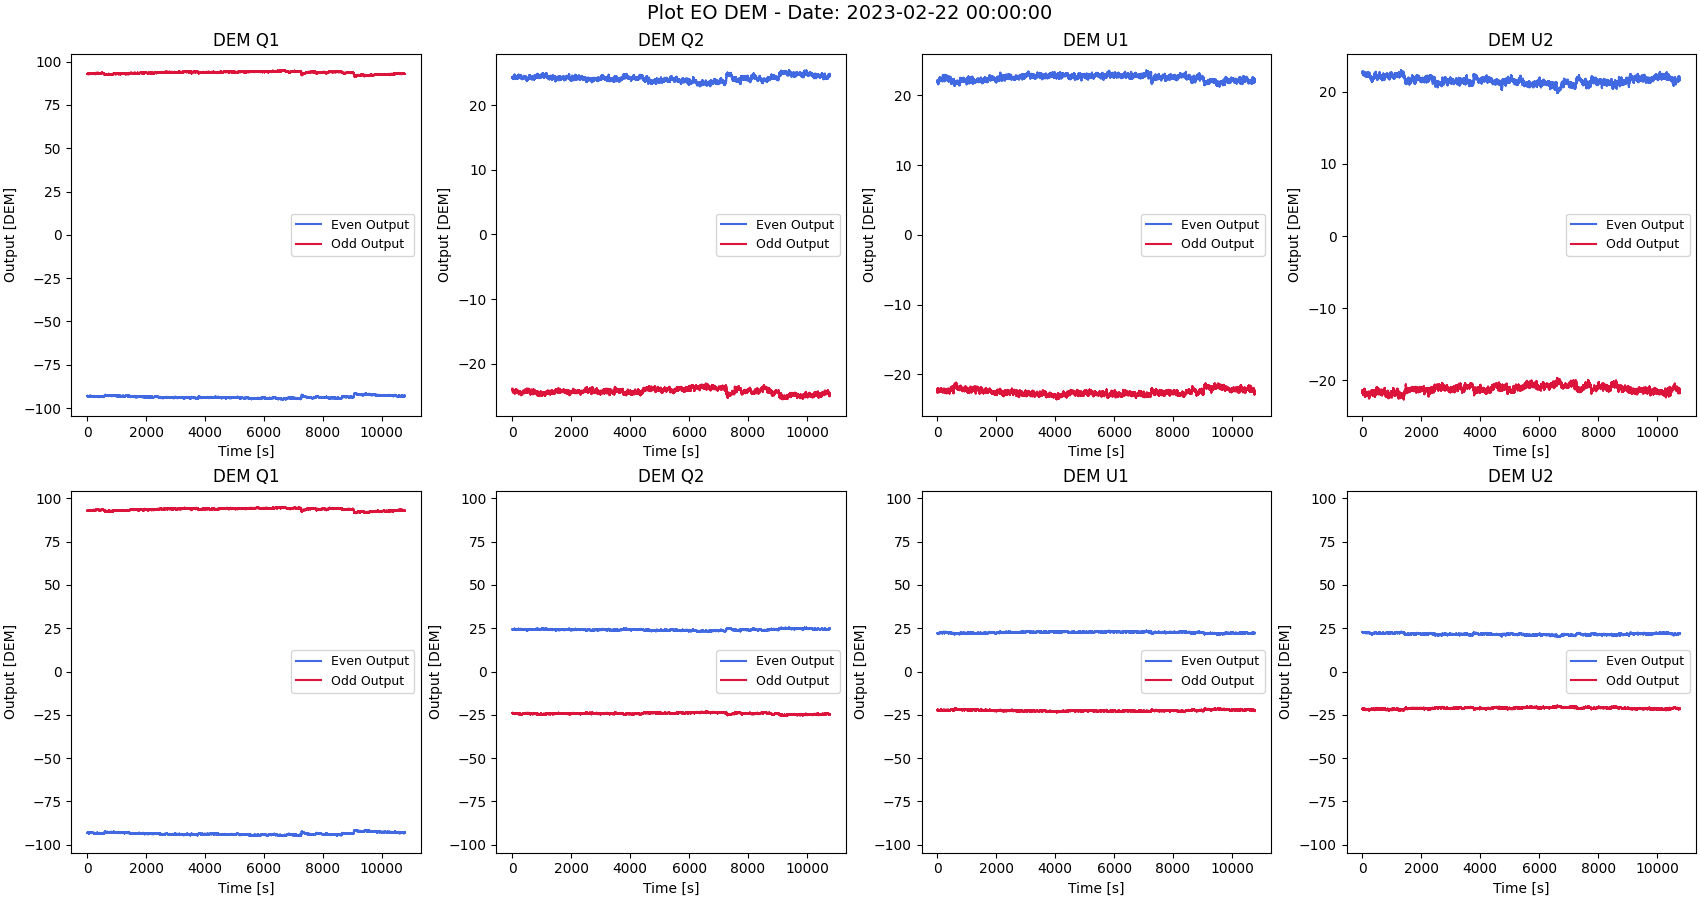 Plot EO DEM - Date: 2023-02-22 00:00:00
DEM Q1
DEM Q2
DEM U1
DEM U2
Output [DEM]
100
75
50
25
0
−25
−50
−75
−100
Even Output
Odd Output
0 2000 4000 6000 8000 10000
Time [s]
Output [DEM]
20
10
0
−10
−20
Even Output
Odd Output
0 2000 4000 6000 8000 10000
Time [s]
Output [DEM]
20
10
0
−10
−20
Even Output
Odd Output
0 2000 4000 6000 8000 10000
Time [s]
Output [DEM]
20
10
0
−10
−20
Even Output
Odd Output
0 2000 4000 6000 8000 10000
Time [s]
DEM Q1
DEM Q2
DEM U1
DEM U2
Output [DEM]
100
75
50
25
0
−25
−50
−75
−100
Even Output
Odd Output
0 2000 4000 6000 8000 10000
Time [s]
Output [DEM]
100
75
50
25
0
−25
−50
−75
−100
Even Output
Odd Output
0 2000 4000 6000 8000 10000
Time [s]
Output [DEM]
100
75
50
25
0
−25
−50
−75
−100
Even Output
Odd Output
0 2000 4000 6000 8000 10000
Time [s]
Output [DEM]
100
75
50
25
0
−25
−50
−75
−100
Even Output
Odd Output
0 2000 4000 6000 8000 10000
Time [s]